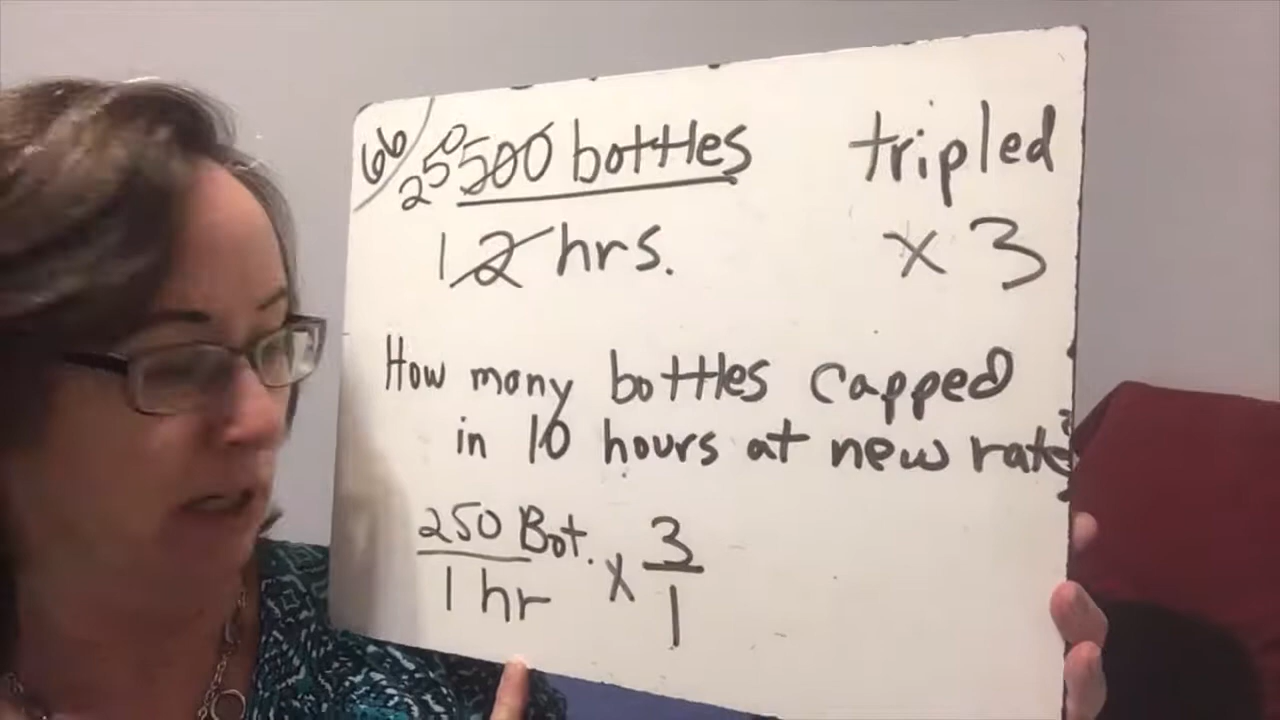 66) 250 500 bottles tripled
1 2 hrs. x 3
How many bottles capped
in 10 hours at new rate?
250 Bot. x 3
1 hr 1